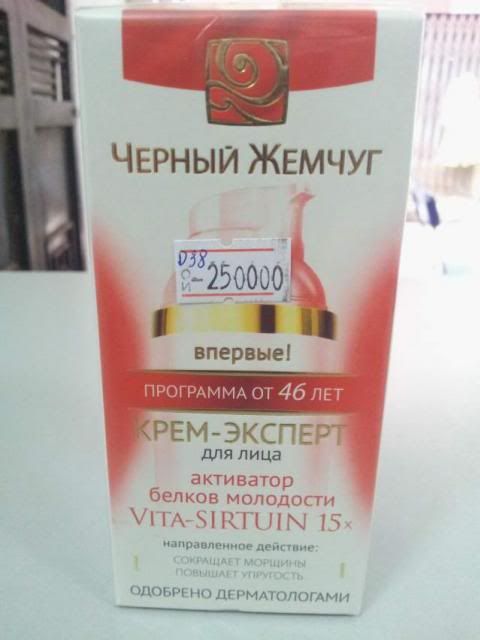 ЧЕРНЫЙ ЖЕМЧУГ
D38
-250000
впервые!
ПРОГРАММА ОТ 46 ЛЕТ
КРЕМ-ЭКСПЕРТ
для лица
активатор
белков молодости
VITA-SIRTUIN 15x
направленное действие:
СОКРАЩАЕТ МОРЩИНЫ
ПОВЫШАЕТ УПРУГОСТЬ
ОДОБРЕНО ДЕРМАТОЛОГАМИ